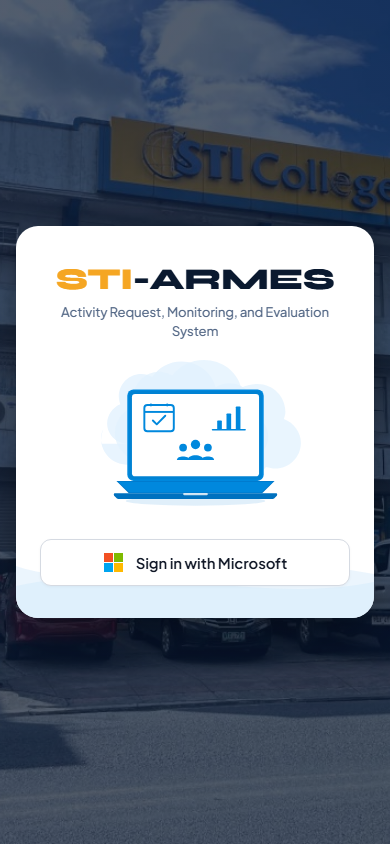 STI College
STI-ARMES
Activity Request, Monitoring, and Evaluation
System
Sign in with Microsoft